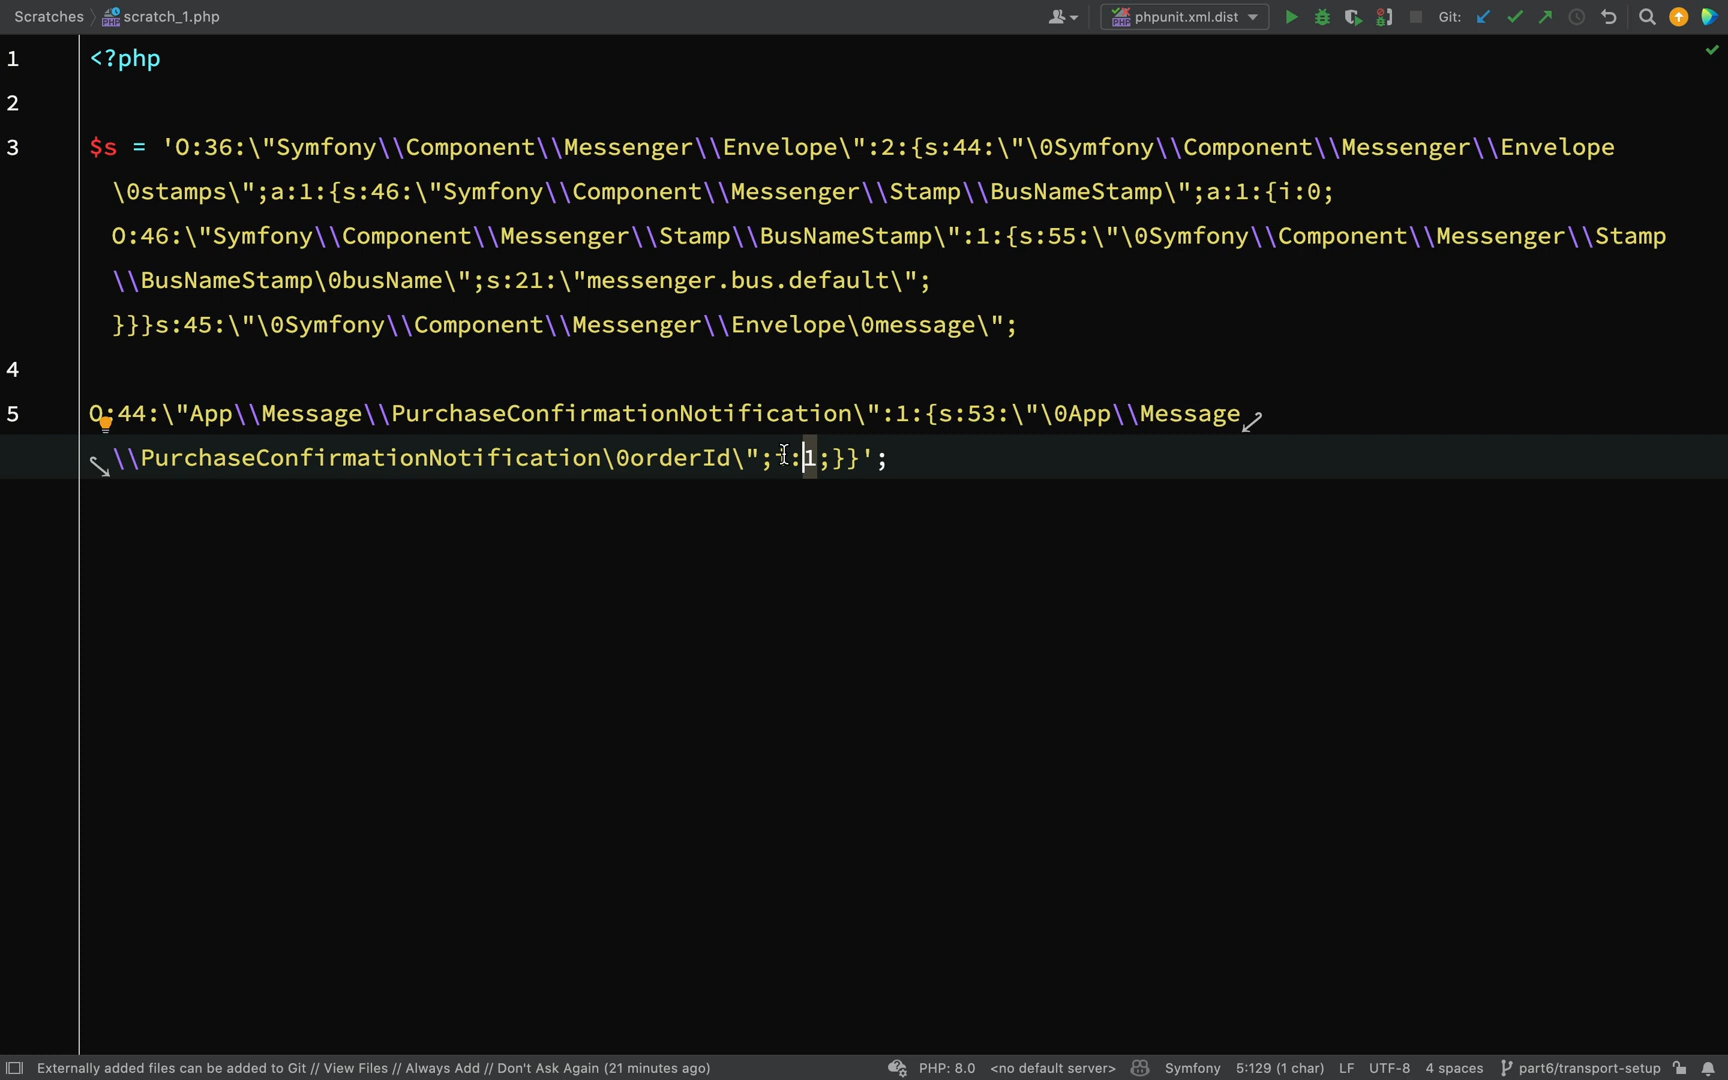 Scratches scratch_1.php phpunit.xml.dist Git:
1 <?php
2
3 $s = 'O:36:\"Symfony\\Component\\Messenger\\Envelope\":2:{s:44:\"\0Symfony\\Component\\Messenger\\Envelope
\0stamps\";a:1:{s:46:\"Symfony\\Component\\Messenger\\Stamp\\BusNameStamp\";a:1:{i:0;
O:46:\"Symfony\\Component\\Messenger\\Stamp\\BusNameStamp\":1:{s:55:\"\0Symfony\\Component\\Messenger\\Stamp
\\BusNameStamp\0busName\";s:21:\"messenger.bus.default\";
}}}s:45:\"\0Symfony\\Component\\Messenger\\Envelope\0message\";
4
5 O:44:\"App\\Message\\PurchaseConfirmationNotification\":1:{s:53:\"\0App\\Message
\\PurchaseConfirmationNotification\0orderId\";i:1;}}';
Externally added files can be added to Git // View Files // Always Add // Don't Ask Again (21 minutes ago) PHP: 8.0 <no default server> Symfony 5:129 (1 char) LF UTF-8 4 spaces part6/transport-setup